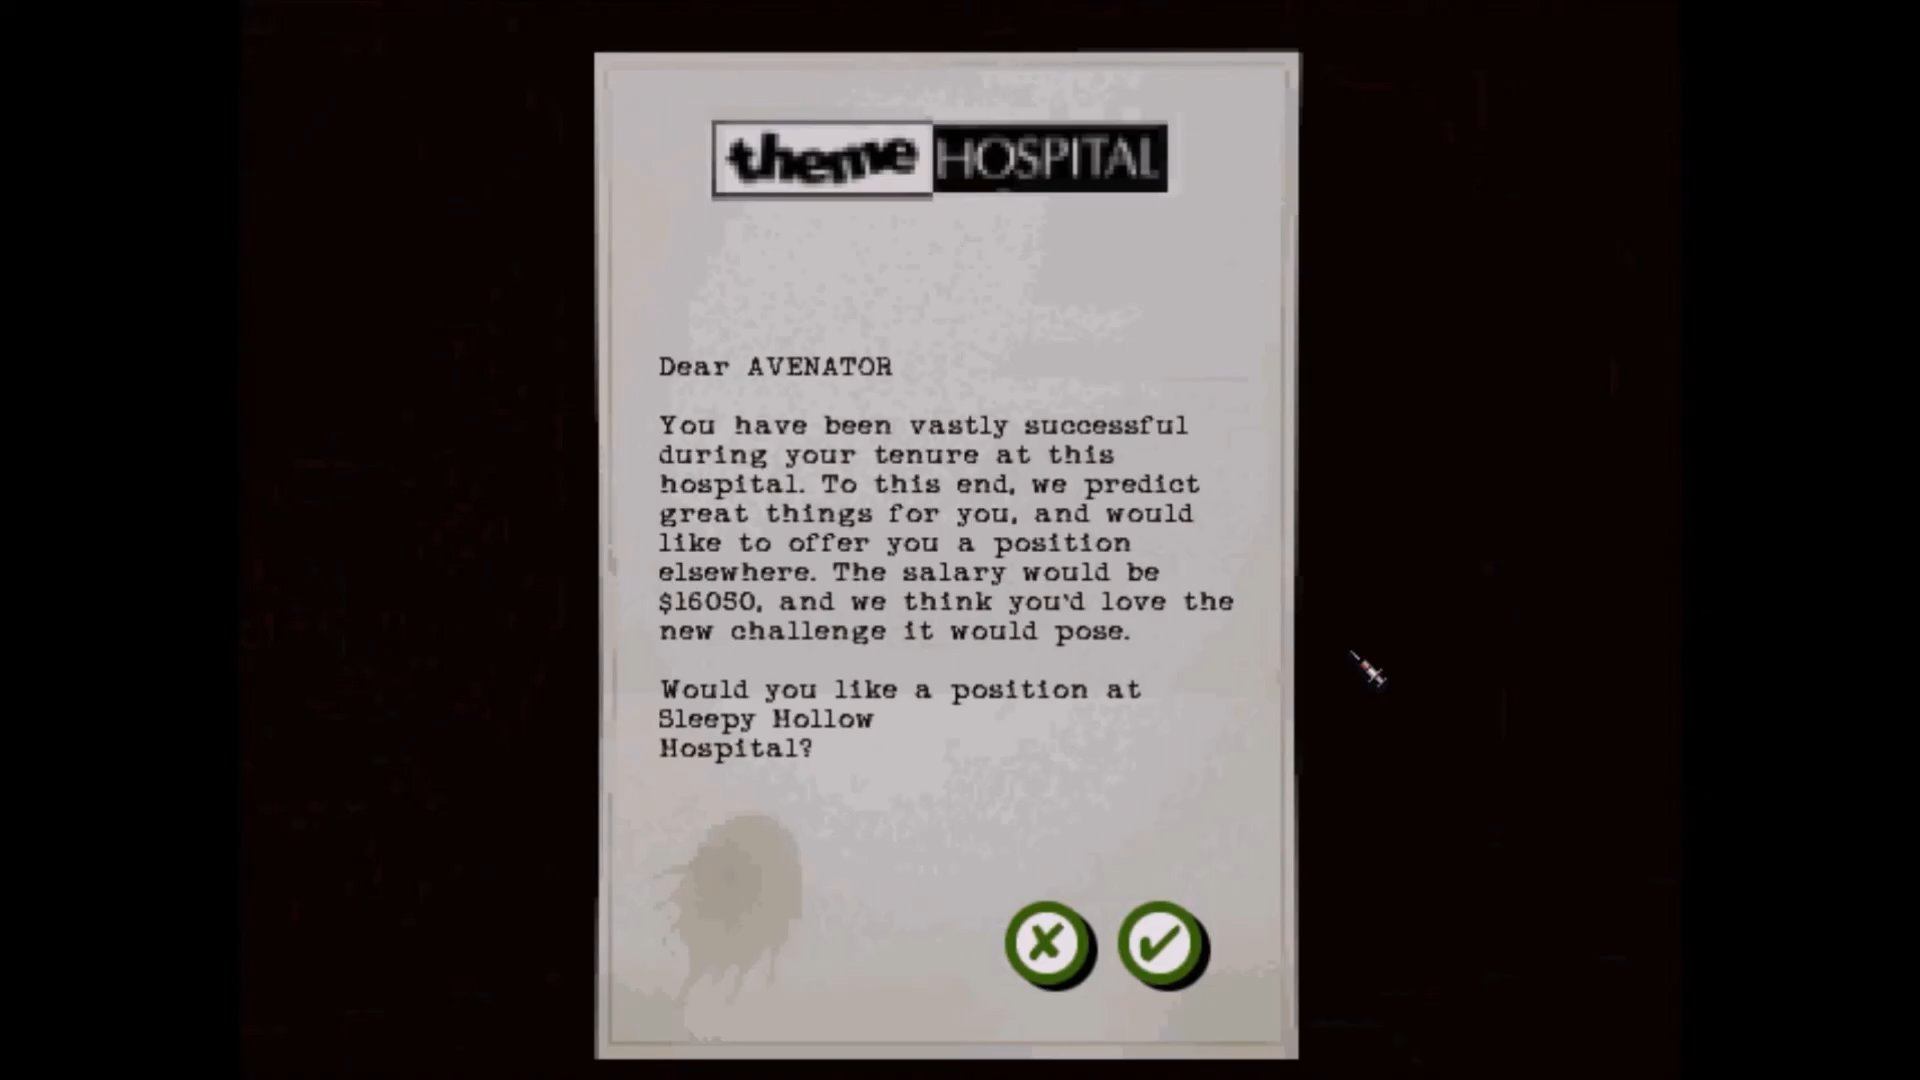 theme HOSPITAL
Dear AVENATOR
You have been vastly successful
during your tenure at this
hospital. To this end, we predict
great things for you, and would
like to offer you a position
elsewhere. The salary would be
$16050, and we think you'd love the
new challenge it would pose.
Would you like a position at
Sleepy Hollow
Hospital?